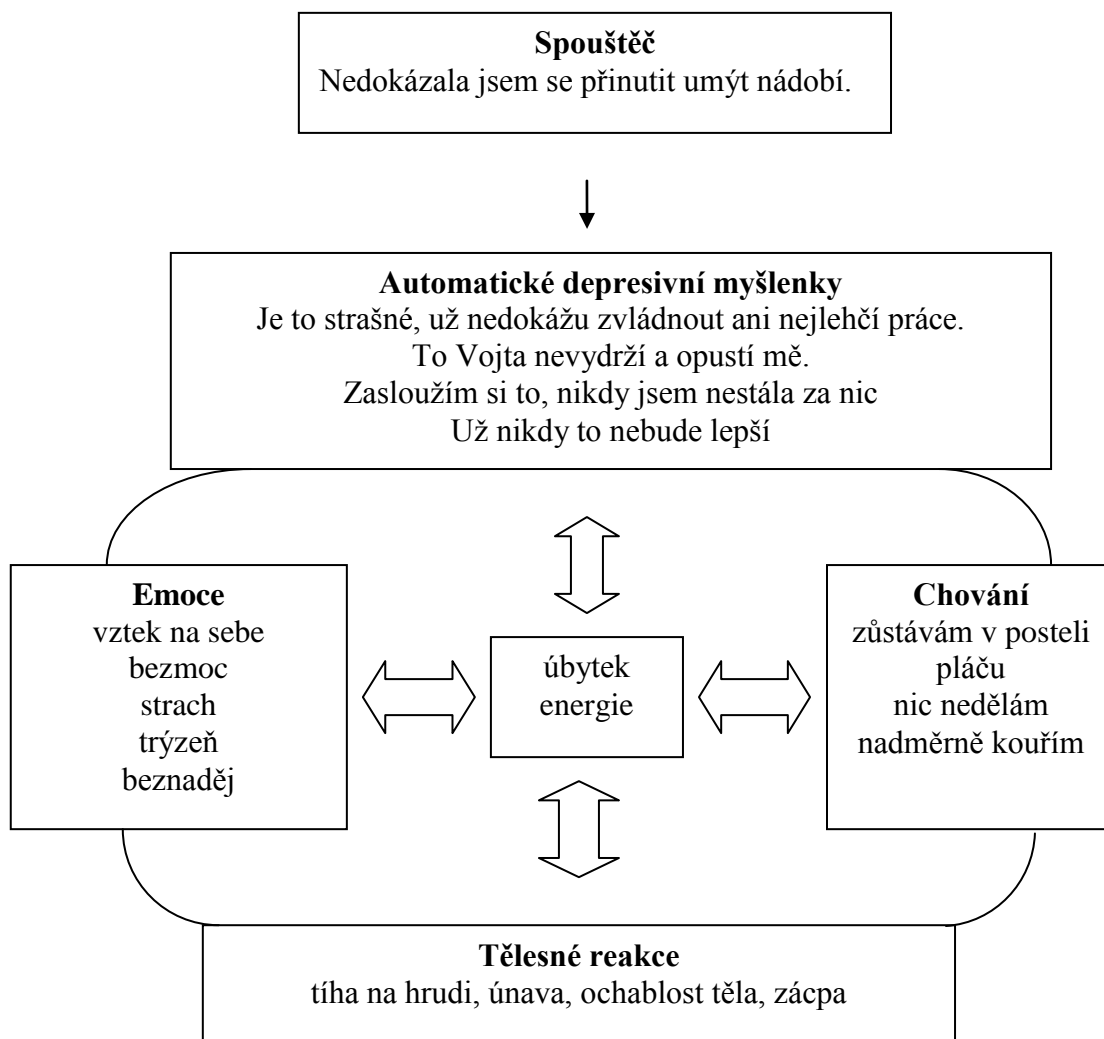 Spouštěč
Nedokázala jsem se přinutit umýt nádobí.
Automatické depresivní myšlenky
Je to strašné, už nedokážu zvládnout ani nejlehčí práce.
To Vojta nevydrží a opustí mě.
Zasloužím si to, nikdy jsem nestála za nic
Už nikdy to nebude lepší
Emoce
vztek na sebe
bezmoc
strach
trýzeň
beznaděj
úbytek
energie
Chování
zůstávám v posteli
pláču
nic nedělám
nadměrně kouřím
Tělesné reakce
tíha na hrudi, únava, ochablost těla, zácpa